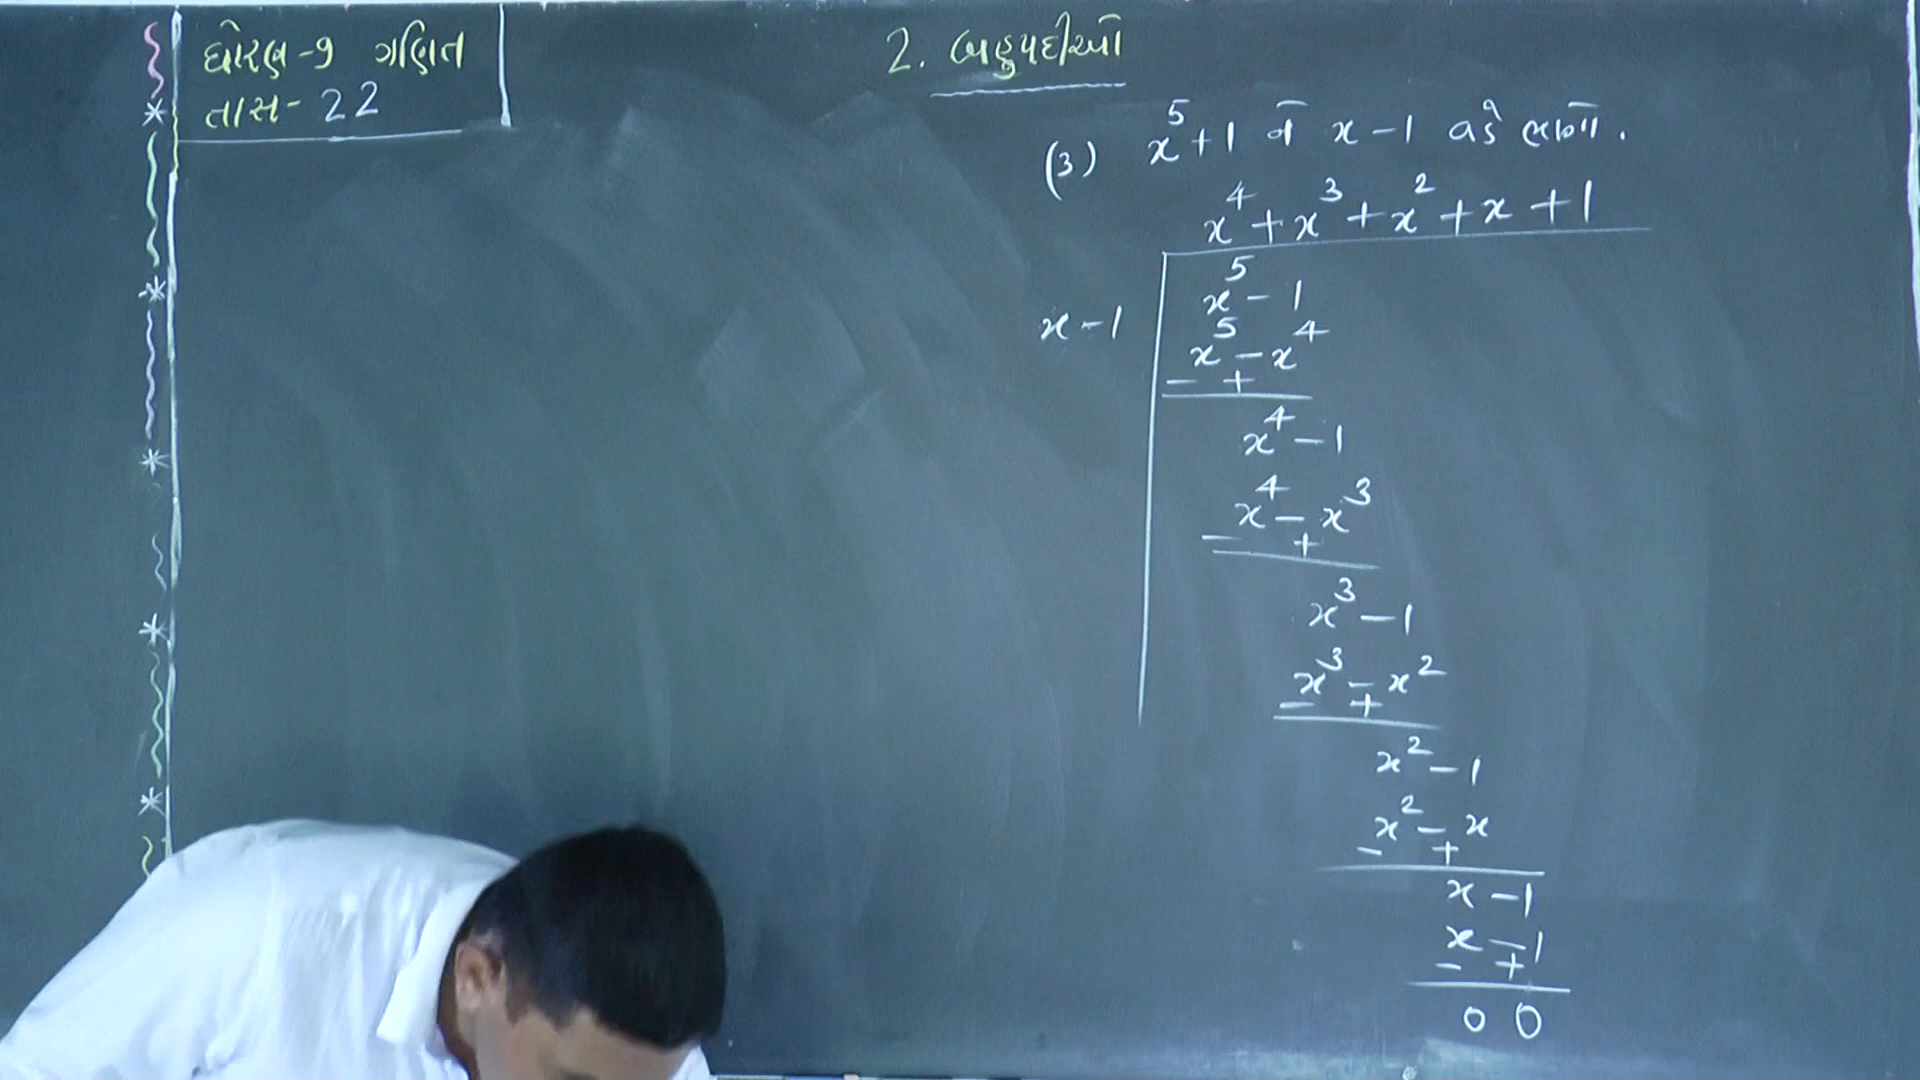 ધોરણ-૧ ગણિત
તાસ-22
2. બહુપદીઓ
(3) x⁵+1 ને x-1 વડે ભાગો.
x⁴+x³+x²+x+1
x-1
x⁵-1
x⁵-x⁴
- +
x⁴-1
x⁴-x³
- +
x³-1
x³-x²
- +
x²-1
x²-x
- +
x-1
x-1
- +
0 0